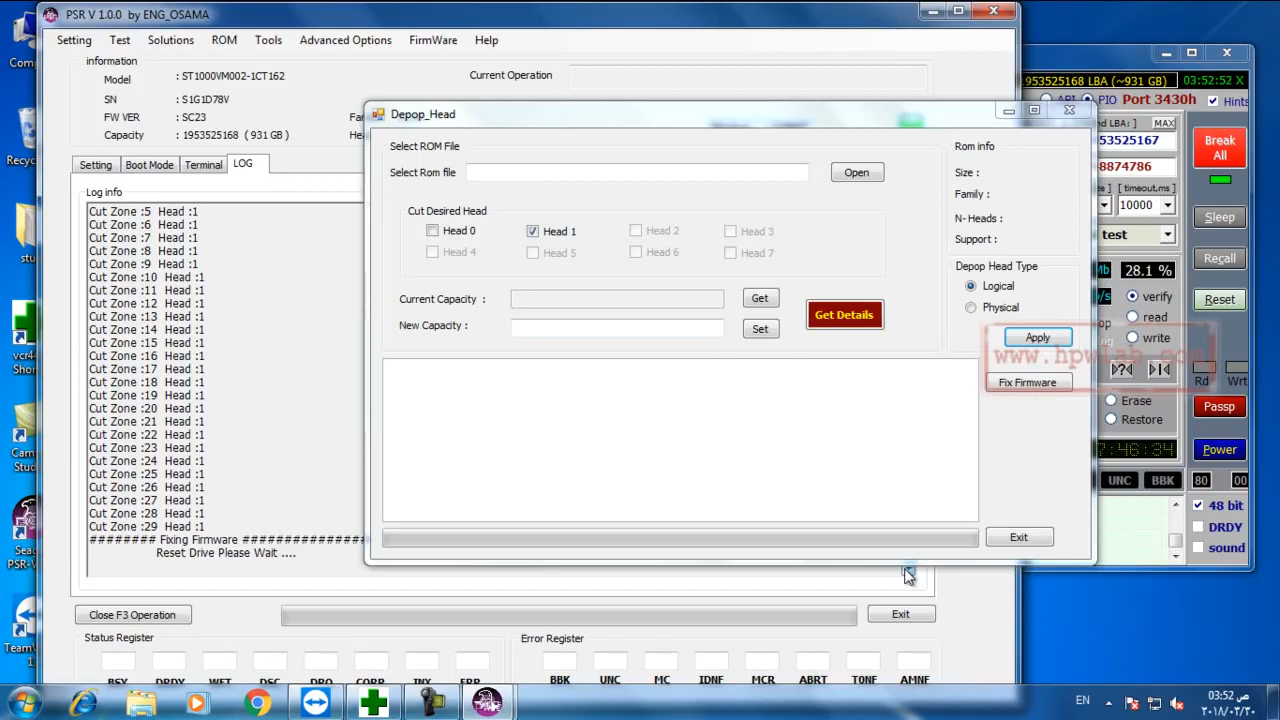 PSR V 1.0.0 by ENG_OSAMA
Setting Test Solutions ROM Tools Advanced Options FirmWare Help
information
Model : ST1000VM002-1CT162
SN : S1G1D78V
FW VER : SC23
Capacity : 1953525168 ( 931 GB )
Current Operation
Setting Boot Mode Terminal LOG
Log info
Cut Zone :5 Head :1
Cut Zone :6 Head :1
Cut Zone :7 Head :1
Cut Zone :8 Head :1
Cut Zone :9 Head :1
Cut Zone :10 Head :1
Cut Zone :11 Head :1
Cut Zone :12 Head :1
Cut Zone :13 Head :1
Cut Zone :14 Head :1
Cut Zone :15 Head :1
Cut Zone :16 Head :1
Cut Zone :17 Head :1
Cut Zone :18 Head :1
Cut Zone :19 Head :1
Cut Zone :20 Head :1
Cut Zone :21 Head :1
Cut Zone :22 Head :1
Cut Zone :23 Head :1
Cut Zone :24 Head :1
Cut Zone :25 Head :1
Cut Zone :26 Head :1
Cut Zone :27 Head :1
Cut Zone :28 Head :1
Cut Zone :29 Head :1
######## Fixing Firmware ###############
Reset Drive Please Wait ....
Close F3 Operation
Exit
Status Register
BSY DRDY WFT DSC DRQ CORR INX ERR
Error Register
BBK UNC MC IDNF MCR ABRT T0NF AMNF
Depop_Head
Select ROM File
Select Rom file
Open
Cut Desired Head
Head 0 Head 1 Head 2 Head 3
Head 4 Head 5 Head 6 Head 7
Current Capacity :
Get
New Capacity :
Set
Get Details
Rom info
Size :
Family :
N- Heads :
Support :
Depop Head Type
Logical
Physical
Apply
Fix Firmware
Exit
www.hpwlab.com
953525168 LBA (~931 GB) 03:52:52 X
PIO Port 3430h Hints
MAX
53525167
8874786
[ timeout.ms ]
10000
test
28.1 %
verify
read
write
Rd Wrt
Erase
Restore
UNC BBK 80 00
Break
All
Sleep
Recall
Reset
Passp
Power
48 bit
DRDY
sound
EN
03:52 ص
٢٠١٨/٠٣/٣٠